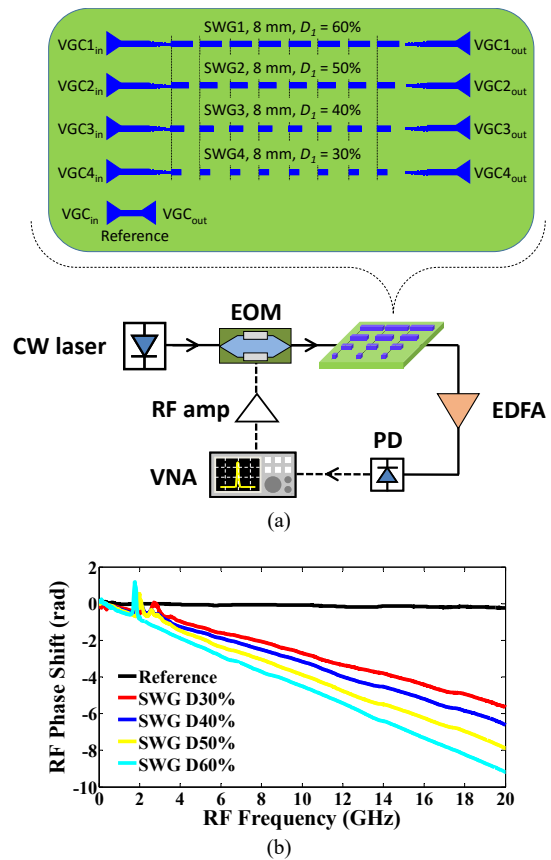 SWG1, 8 mm, D₁ = 60%
VGC1in VGC1out
SWG2, 8 mm, D₁ = 50%
VGC2in VGC2out
SWG3, 8 mm, D₁ = 40%
VGC3in VGC3out
SWG4, 8 mm, D₁ = 30%
VGC4in VGC4out
VGCin VGCout
Reference
EOM
CW laser
EDFA
RF amp
PD
VNA
(a)
2
0
-2
-4
-6
-8
-10
RF Phase Shift (rad)
Reference
SWG D30%
SWG D40%
SWG D50%
SWG D60%
0 2 4 6 8 10 12 14 16 18 20
RF Frequency (GHz)
(b)